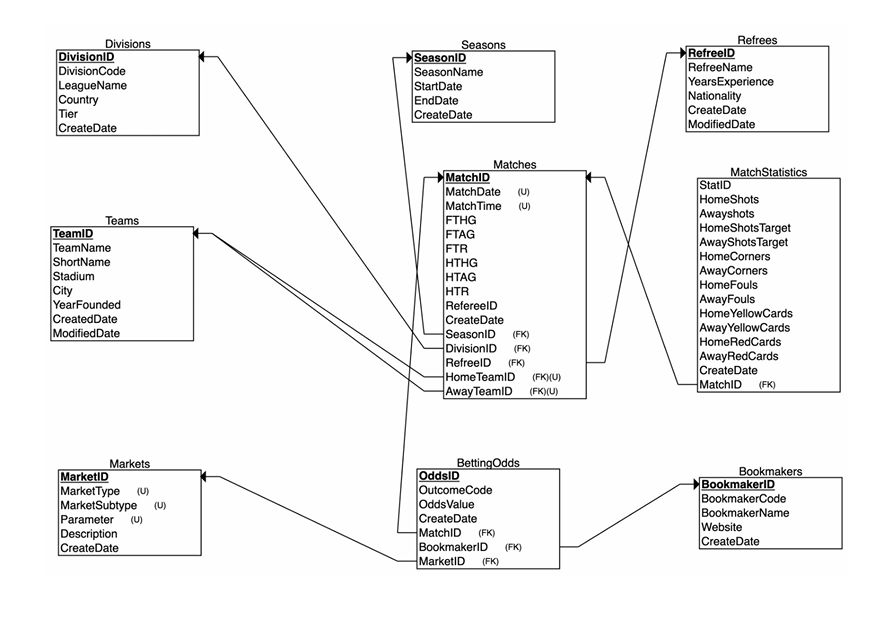 Divisions
DivisionID
DivisionCode
LeagueName
Country
Tier
CreateDate
Seasons
SeasonID
SeasonName
StartDate
EndDate
CreateDate
Refrees
RefreeID
RefreeName
YearsExperience
Nationality
CreateDate
ModifiedDate
Teams
TeamID
TeamName
ShortName
Stadium
City
YearFounded
CreatedDate
ModifiedDate
Matches
MatchID
MatchDate (U)
MatchTime (U)
FTHG
FTAG
FTR
HTHG
HTAG
HTR
RefereeID
CreateDate
SeasonID (FK)
DivisionID (FK)
RefreeID (FK)
HomeTeamID (FK)(U)
AwayTeamID (FK)(U)
MatchStatistics
StatID
HomeShots
Awayshots
HomeShotsTarget
AwayShotsTarget
HomeCorners
AwayCorners
HomeFouls
AwayFouls
HomeYellowCards
AwayYellowCards
HomeRedCards
AwayRedCards
CreateDate
MatchID (FK)
Markets
MarketID
MarketType (U)
MarketSubtype (U)
Parameter (U)
Description
CreateDate
BettingOdds
OddsID
OutcomeCode
OddsValue
CreateDate
MatchID (FK)
BookmakerID (FK)
MarketID (FK)
Bookmakers
BookmakerID
BookmakerCode
BookmakerName
Website
CreateDate